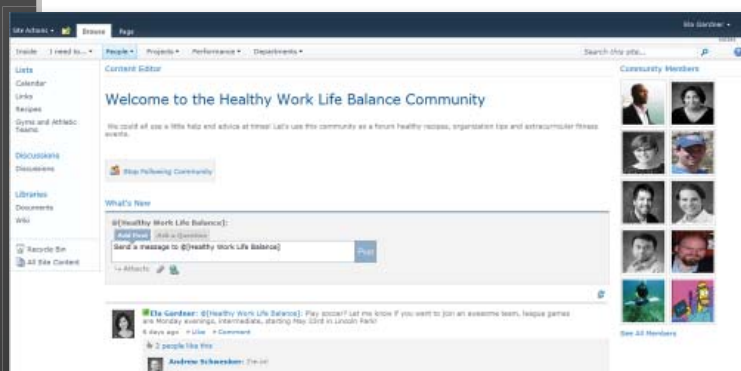 Site Actions Browse Page Ela Gardner
Inside I need to... People Projects Performance Departments Search this site...
Lists
Calendar
Links
Recipes
Gyms and Athletic
Teams
Discussions
Discussions
Libraries
Documents
Wiki
Recycle Bin
All Site Content
Content Editor
Welcome to the Healthy Work Life Balance Community
We could all use a little help and advice at times! Let's use this community as a forum healthy recipes, organization tips and extracurricular fitness
events.
Stop Following Community
What's New
@[Healthy Work Life Balance]:
Add Post Ask a Question
Send a message to @[Healthy Work Life Balance]
Post
Attach:
Ela Gardner: @[Healthy Work Life Balance]: Play soccer? Let me know if you want to join an awesome team, league games
are Monday evenings, intermediate, starting May 23rd in Lincoln Park!
6 days ago Like Comment
2 people like this
Andrew Schwenker: I'm in!
Community Members
See All Members